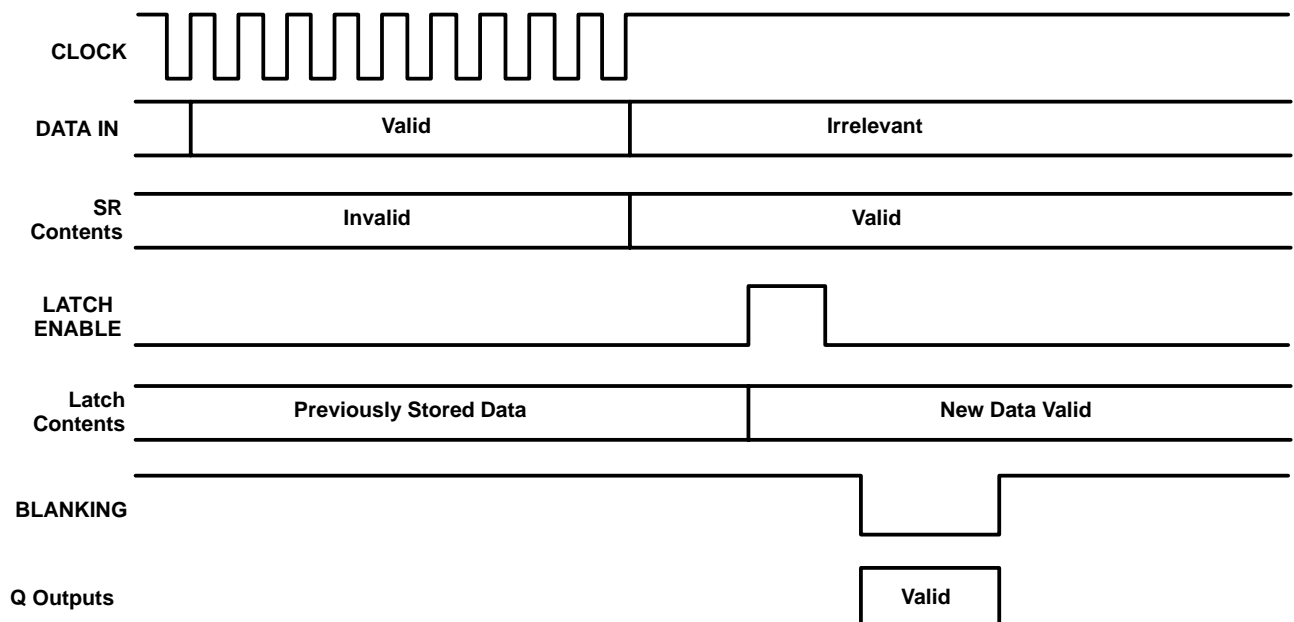 CLOCK
DATA IN
Valid
Irrelevant
SR
Contents
Invalid
Valid
LATCH
ENABLE
Latch
Contents
Previously Stored Data
New Data Valid
BLANKING
Q Outputs
Valid